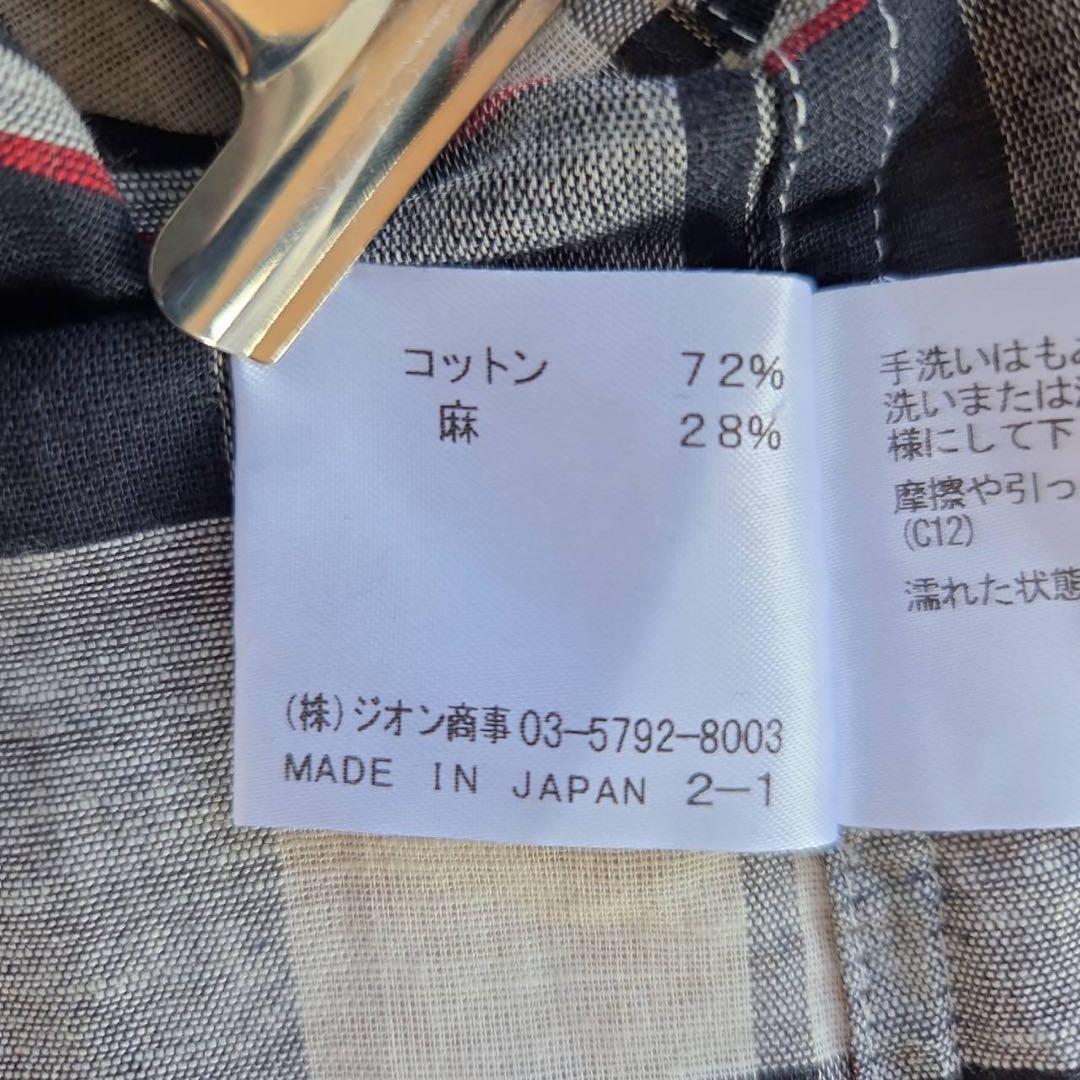 コットン 72%
麻 28%
(株)ジオン商事03-5792-8003
MADE IN JAPAN 2-1
手洗いはも
洗いまたは
様にして下
摩擦や引っ
(C12)
濡れた状態